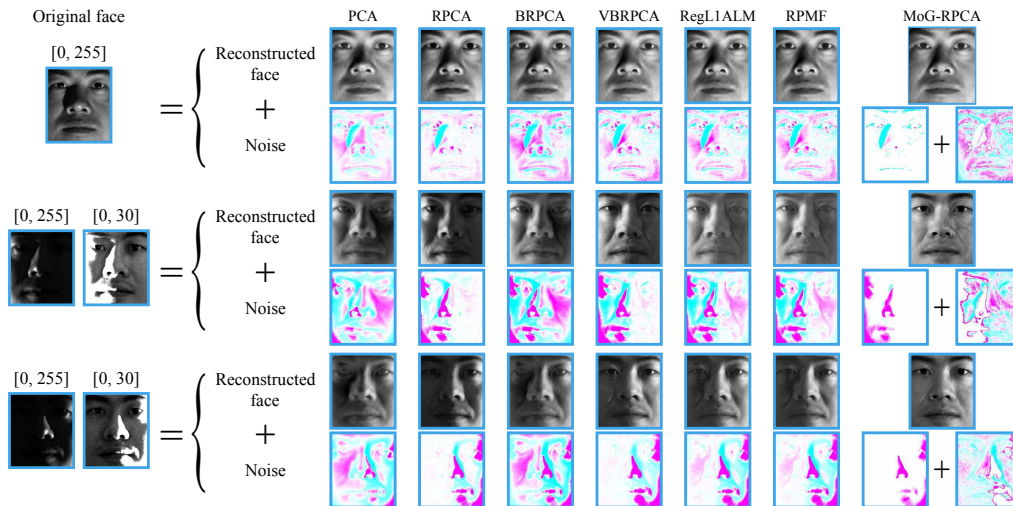 Original face
PCA RPCA BRPCA VBRPCA RegL1ALM RPMF MoG-RPCA
[0, 255]
=
Reconstructed
face
+
Noise
+
[0, 255] [0, 30]
=
Reconstructed
face
+
Noise
+
[0, 255] [0, 30]
=
Reconstructed
face
+
Noise
+